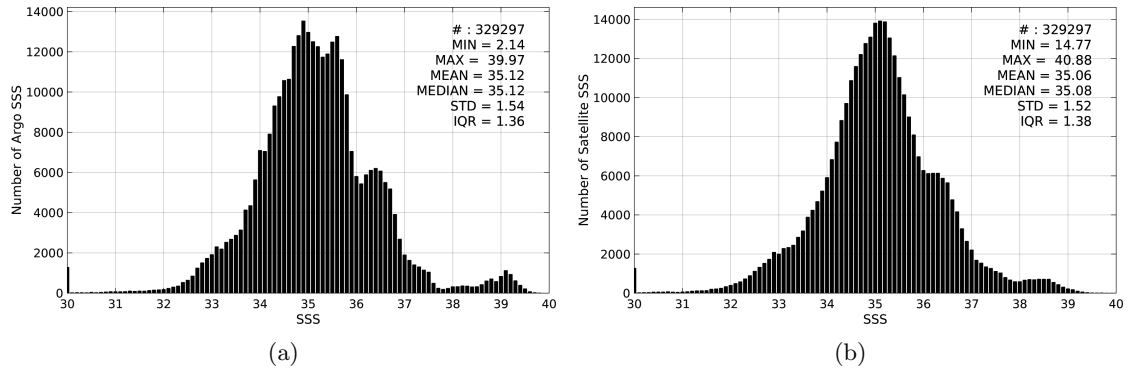 14000
12000
10000
8000
6000
4000
2000
0
Number of Argo SSS
# : 329297
MIN = 2.14
MAX = 39.97
MEAN = 35.12
MEDIAN = 35.12
STD = 1.54
IQR = 1.36
30 31 32 33 34 35 36 37 38 39 40
SSS
(a)
14000
12000
10000
8000
6000
4000
2000
0
Number of Satellite SSS
# : 329297
MIN = 14.77
MAX = 40.88
MEAN = 35.06
MEDIAN = 35.08
STD = 1.52
IQR = 1.38
30 31 32 33 34 35 36 37 38 39 40
SSS
(b)